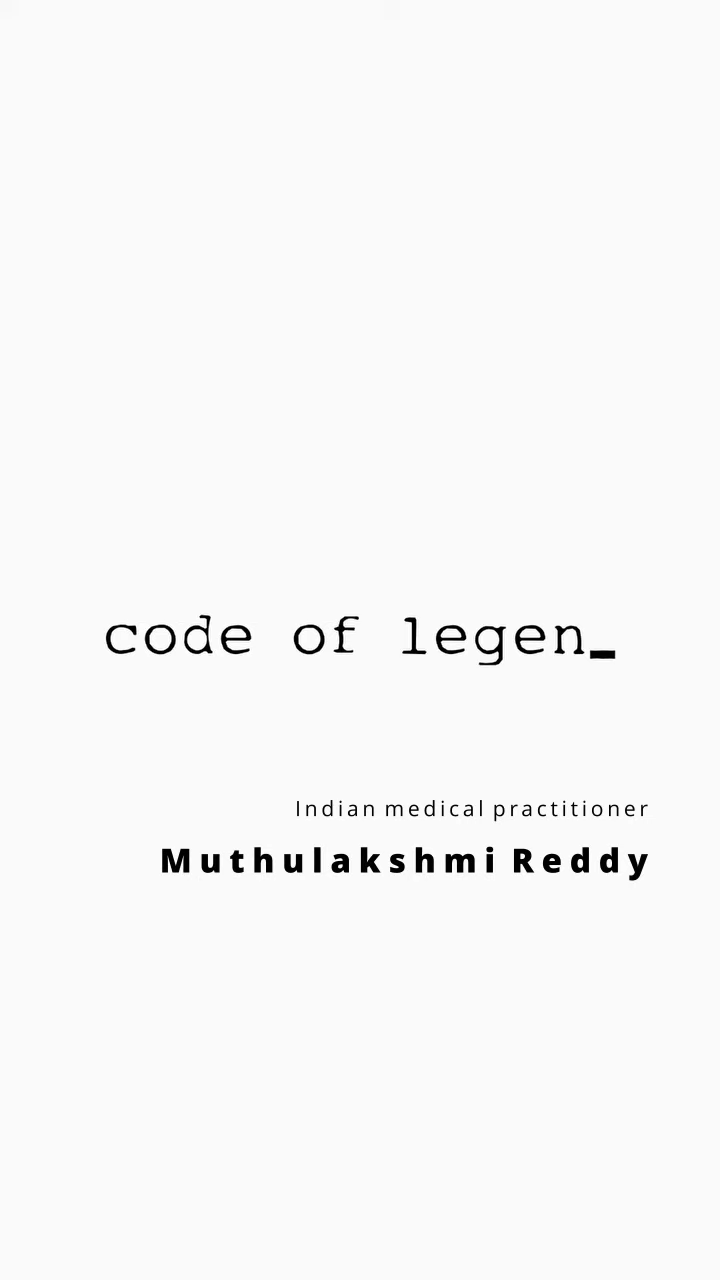 code of legen_
Indian medical practitioner
Muthulakshmi Reddy